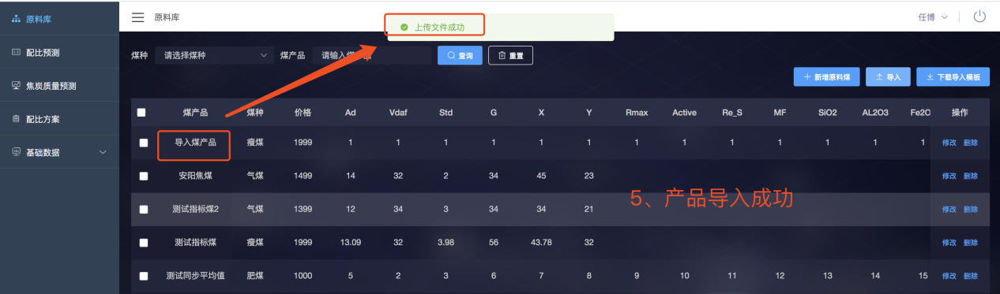 原料库
配比预测
焦炭质量预测
配比方案
基础数据
原料库
上传文件成功
任博
煤种 请选择煤种 煤产品 请输入煤 查询 重置
新增原料煤 导入 下载导入模板
煤产品 煤种 价格 Ad Vdaf Std G X Y Rmax Active Re_S MF SiO2 AL2O3 Fe2O 操作
导入煤产品 瘦煤 1999 1 1 1 1 1 1 1 1 1 1 1 1 1 修改 删除
安阳焦煤 气煤 1499 14 32 2 34 45 23 修改 删除
测试指标煤2 气煤 1399 12 34 3 34 34 21 修改 删除
5、产品导入成功
测试指标煤 瘦煤 1999 13.09 32 3.98 56 43.78 32 修改 删除
测试同步平均值 肥煤 1000 5 2 3 6 7 8 9 10 11 12 13 14 15 修改 删除